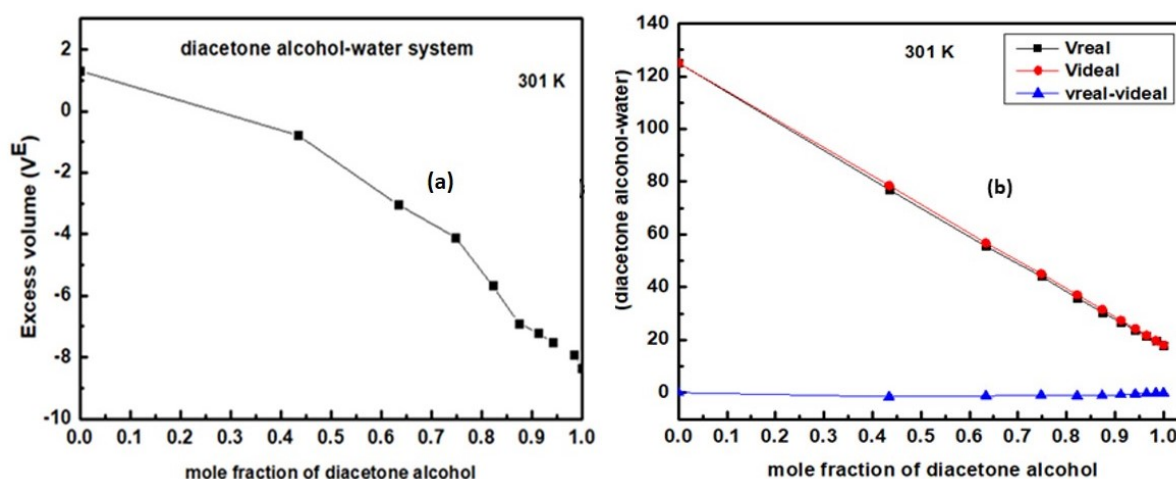 diacetone alcohol-water system
301 K
(a)
Excess volume (V^E)
2
0
-2
-4
-6
-8
-10
0.0 0.1 0.2 0.3 0.4 0.5 0.6 0.7 0.8 0.9 1.0
mole fraction of diacetone alcohol
301 K
Vreal
Videal
vreal-videal
(b)
(diacetone alcohol-water)
140
120
100
80
60
40
20
0
0.0 0.1 0.2 0.3 0.4 0.5 0.6 0.7 0.8 0.9 1.0
mole fraction of diacetone alcohol